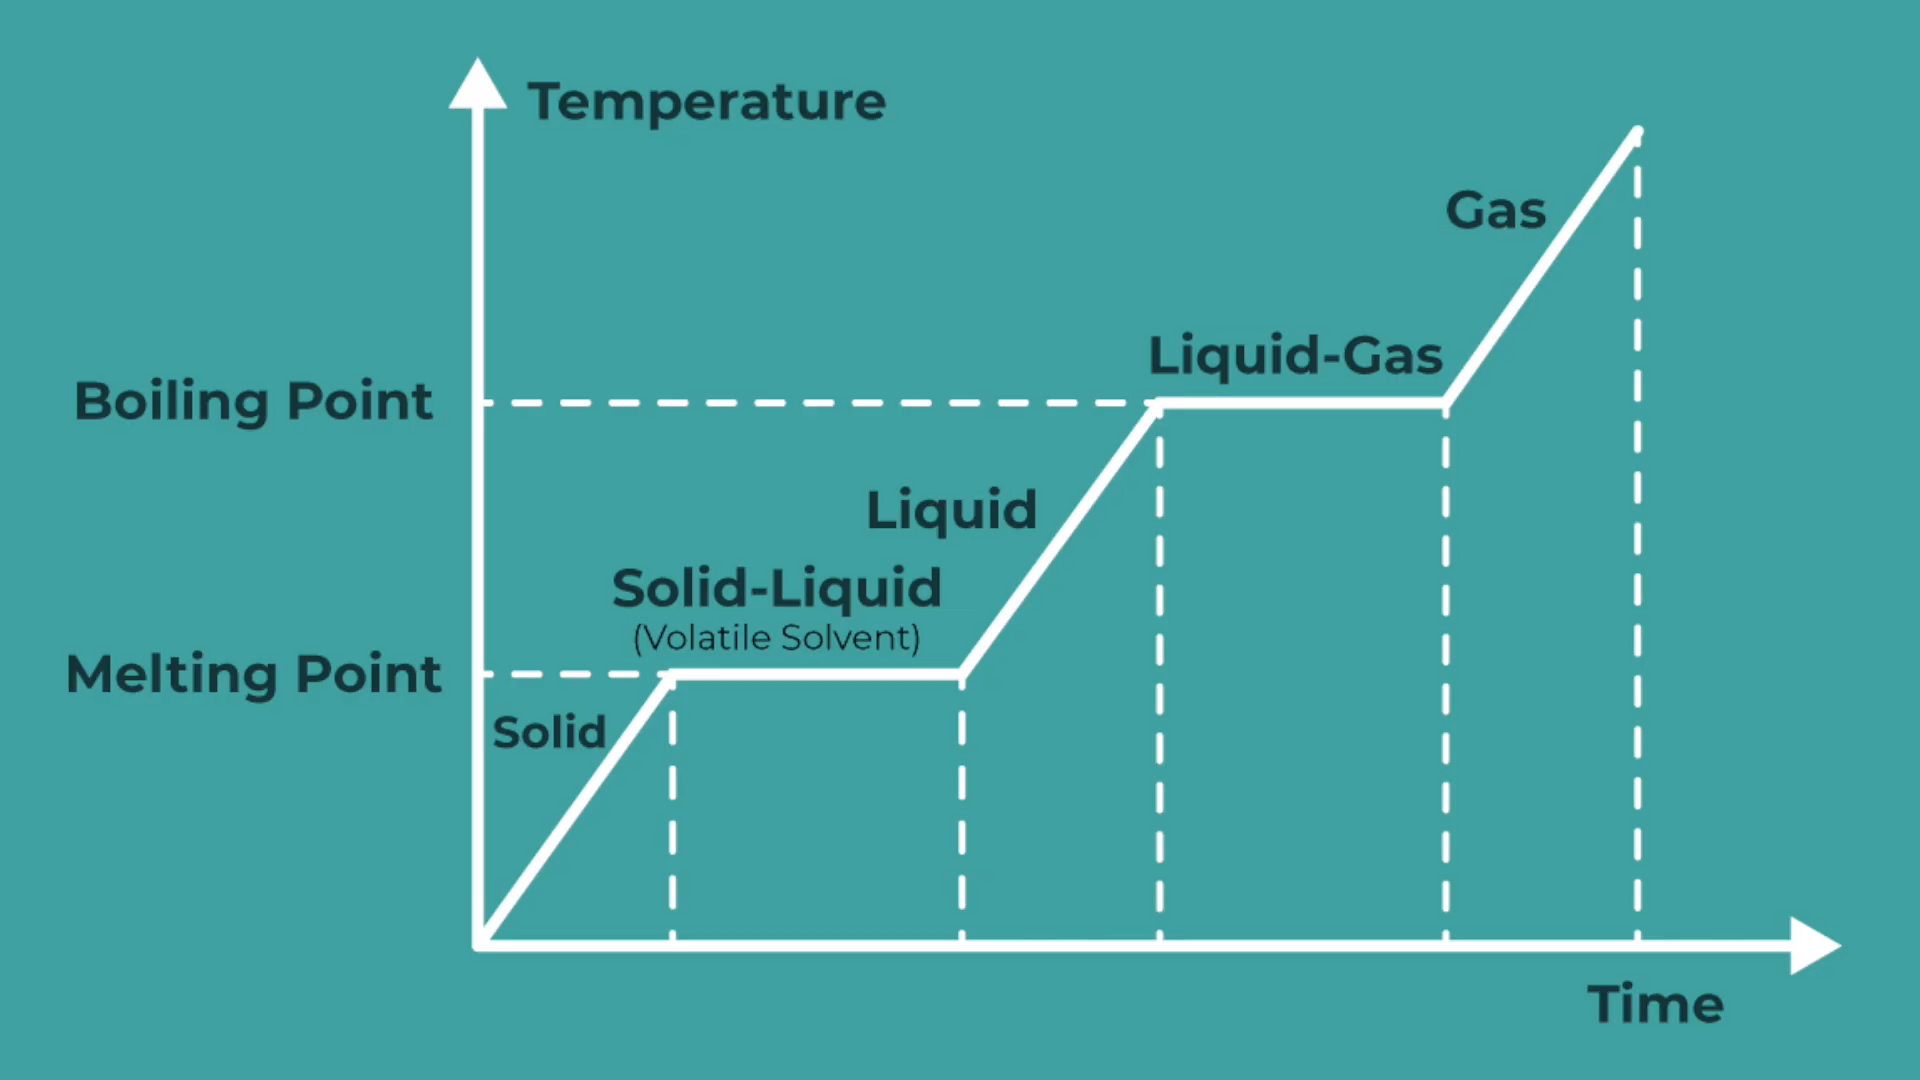 Temperature
Gas
Liquid-Gas
Boiling Point
Liquid
Solid-Liquid
(Volatile Solvent)
Melting Point
Solid
Time